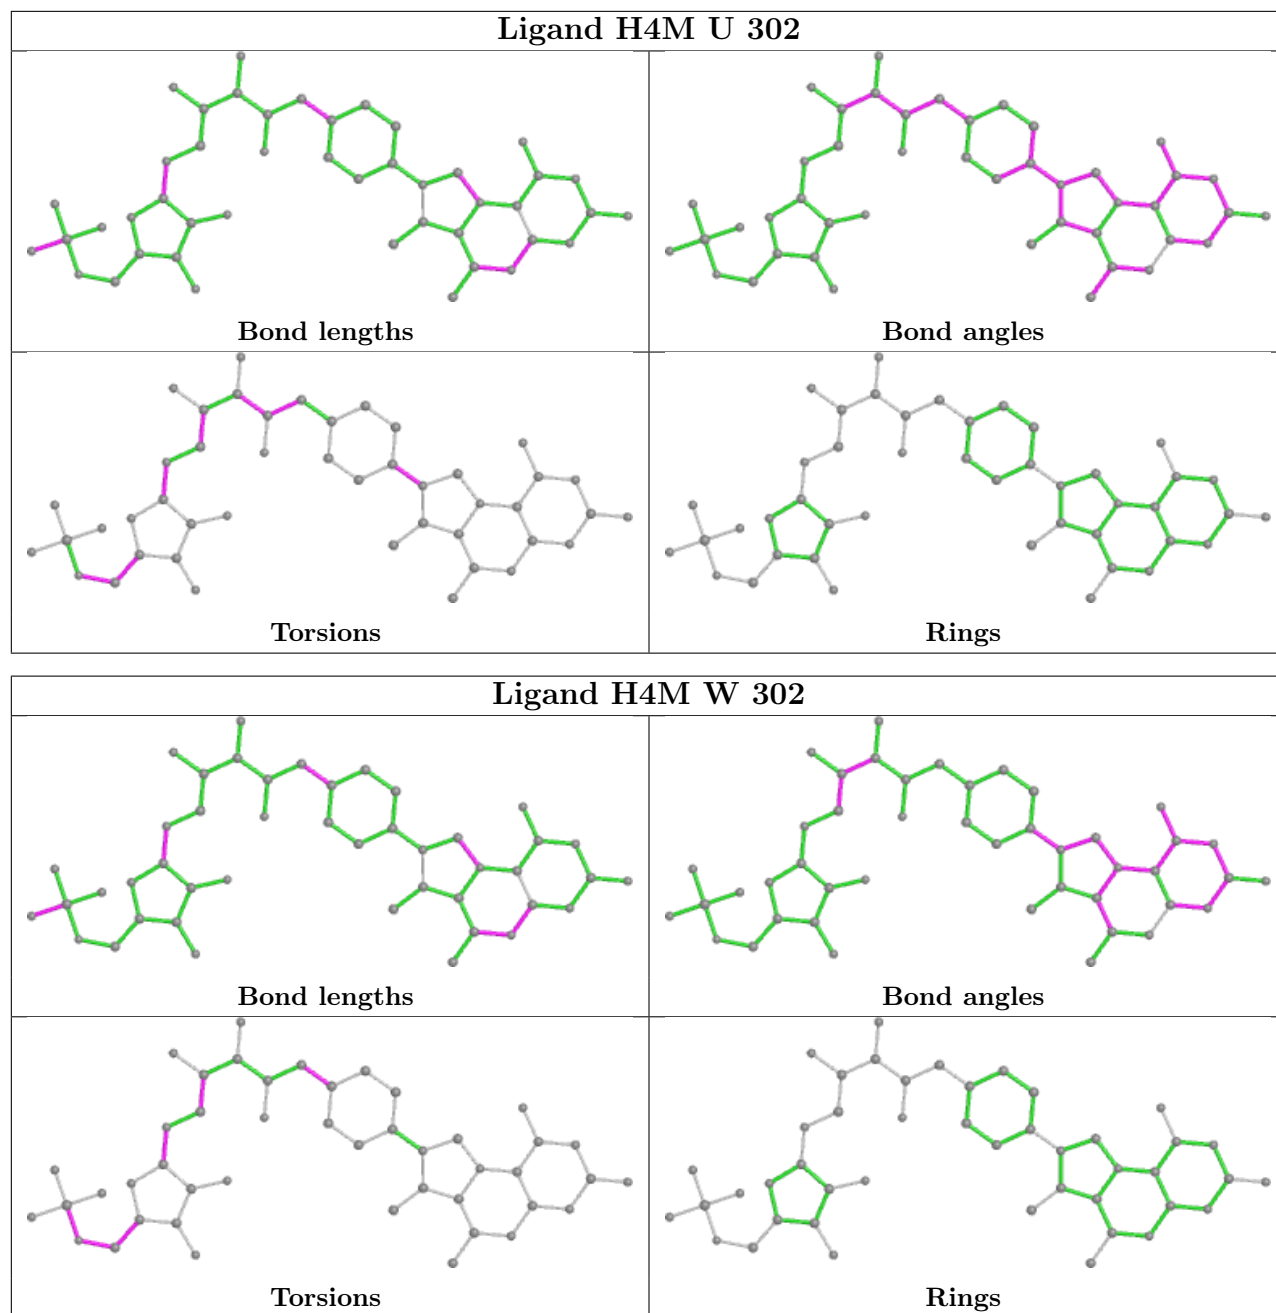 Ligand H4M U 302
Bond lengths
Bond angles
Torsions
Rings
Ligand H4M W 302
Bond lengths
Bond angles
Torsions
Rings